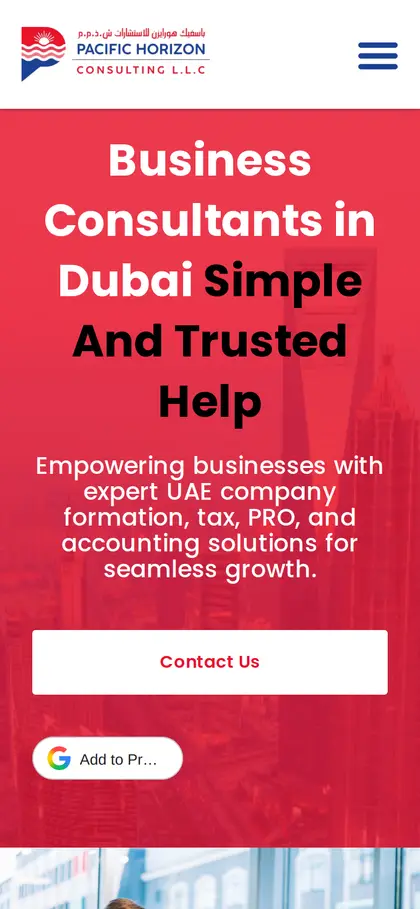 باسفيك هورايزن للاستشارات ش.ذ.م.م
PACIFIC HORIZON
CONSULTING L.L.C
Business
Consultants in
Dubai Simple
And Trusted
Help
Empowering businesses with
expert UAE company
formation, tax, PRO, and
accounting solutions for
seamless growth.
Contact Us
Add to Pr…